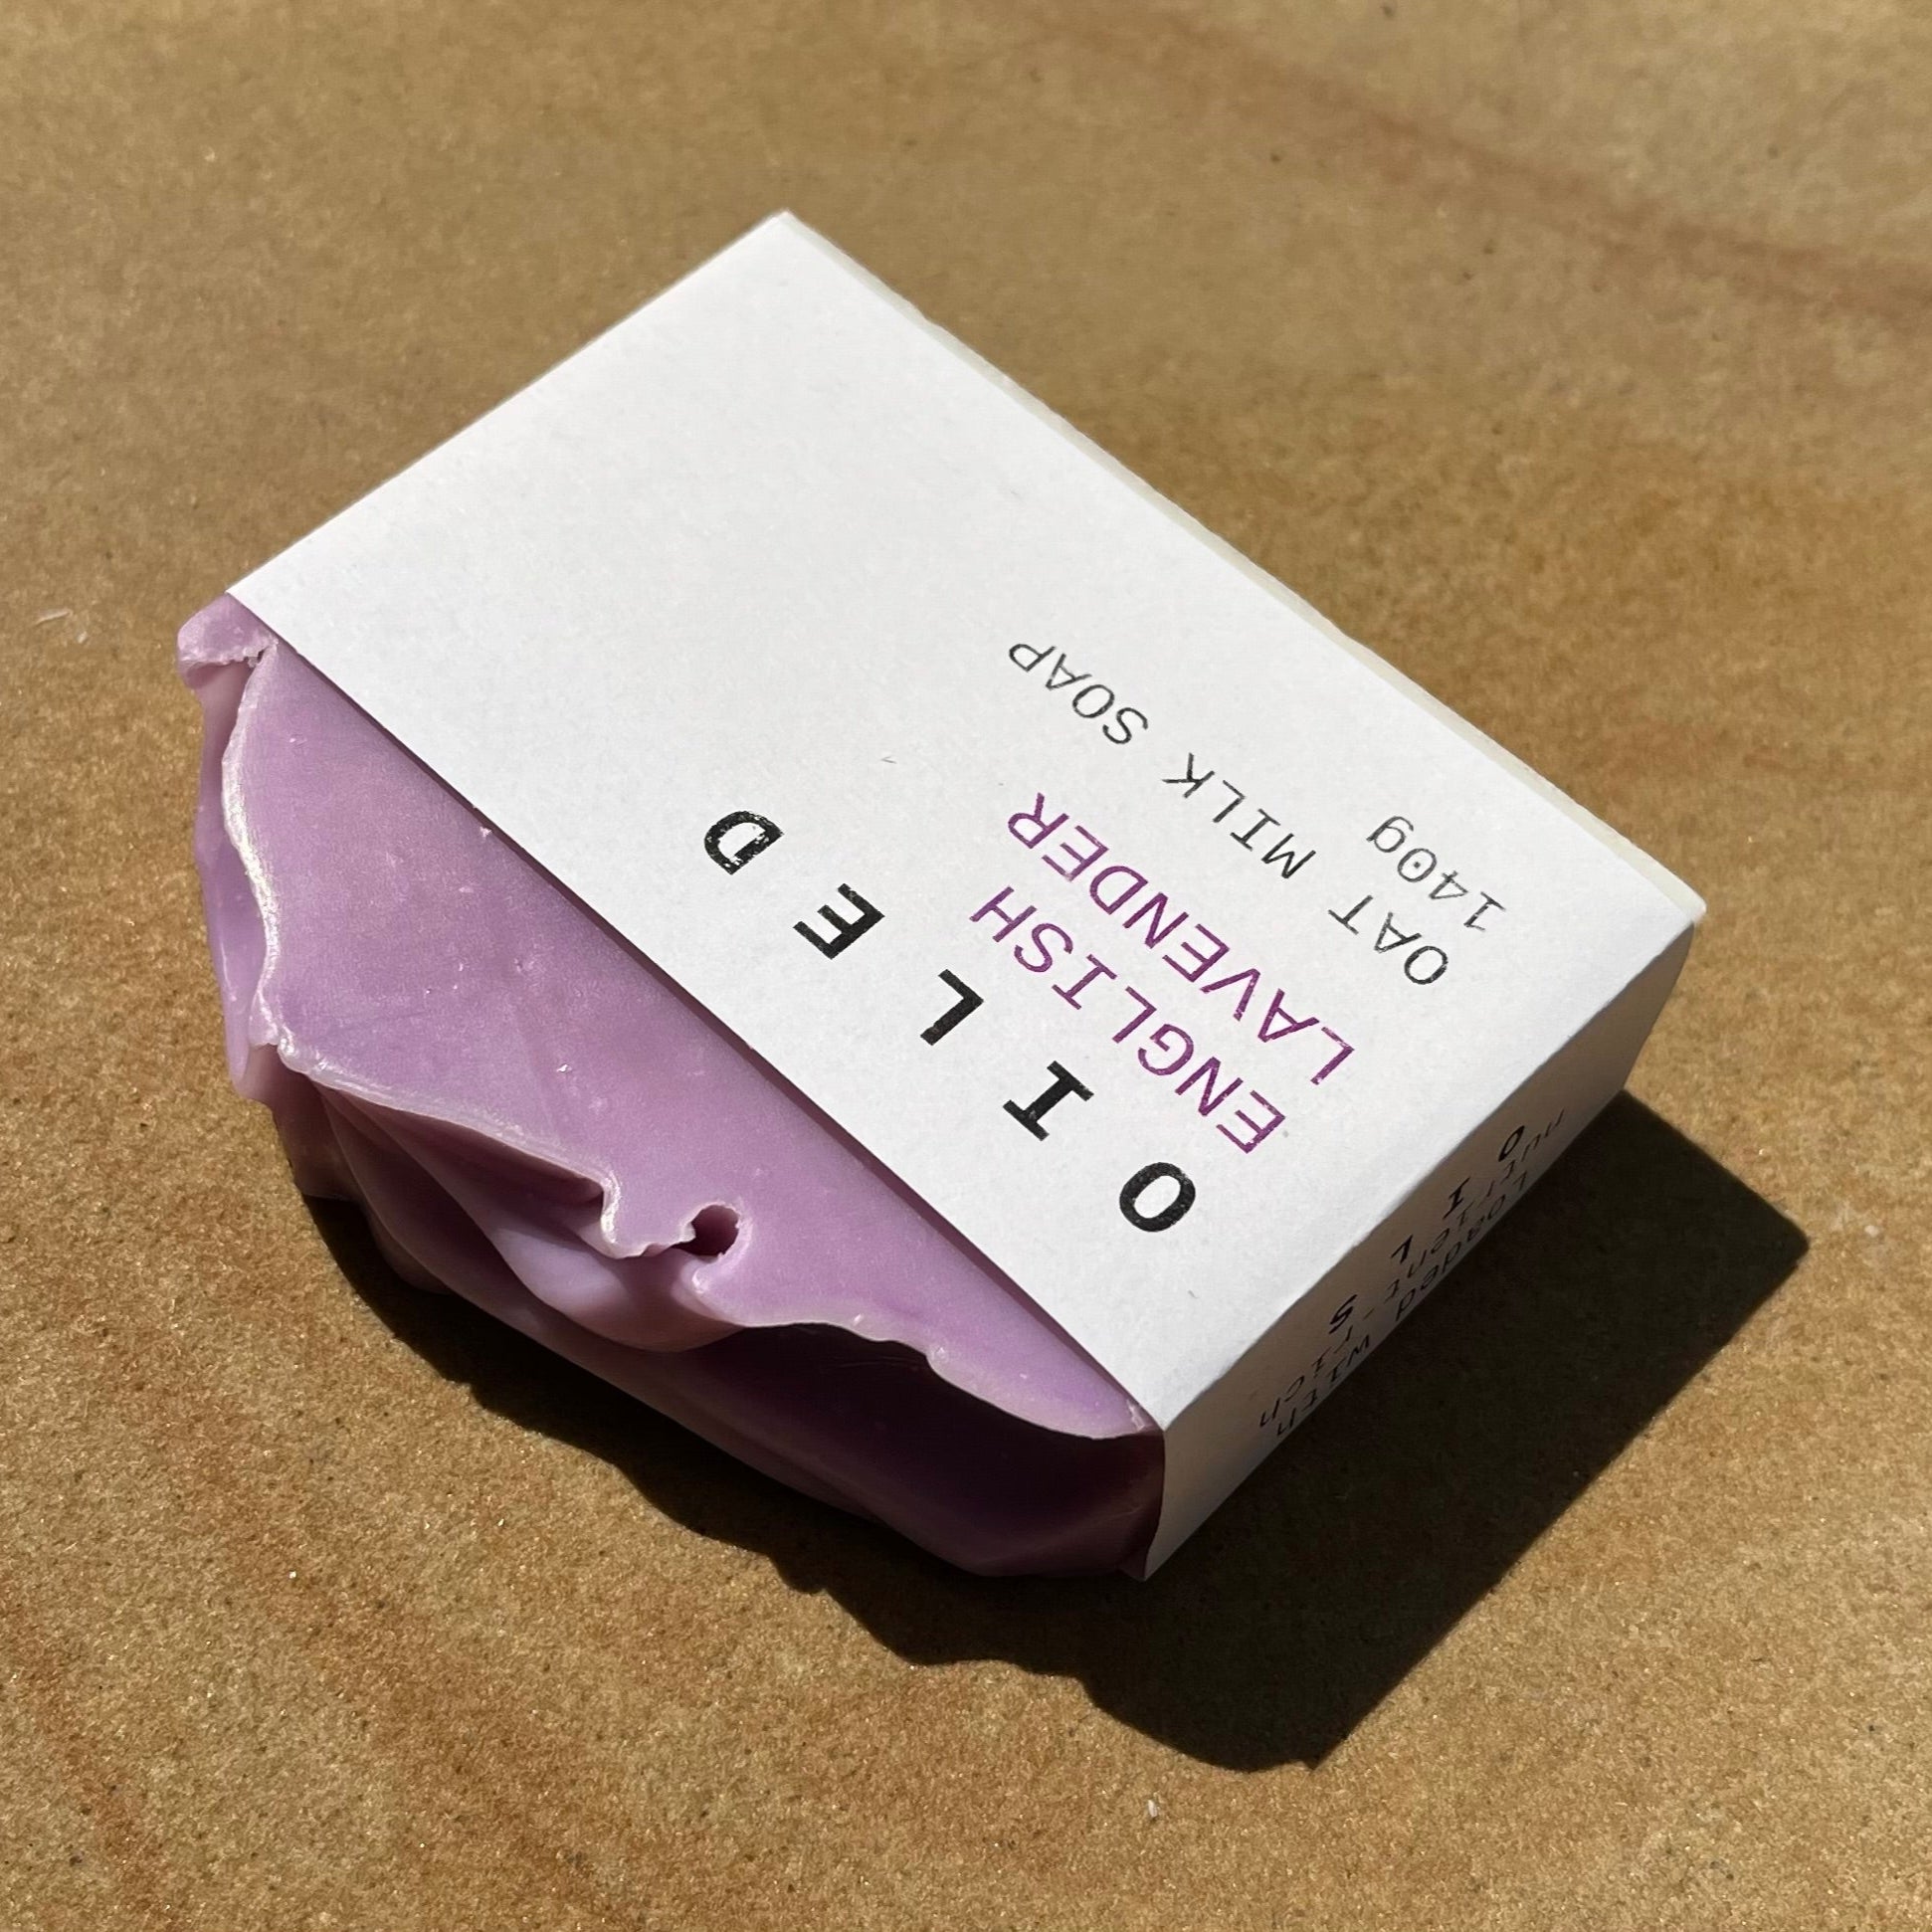 OILED
ENGLISH
LAVENDER
OAT MILK SOAP
140g
Loaded with
nutrient-rich
OILS